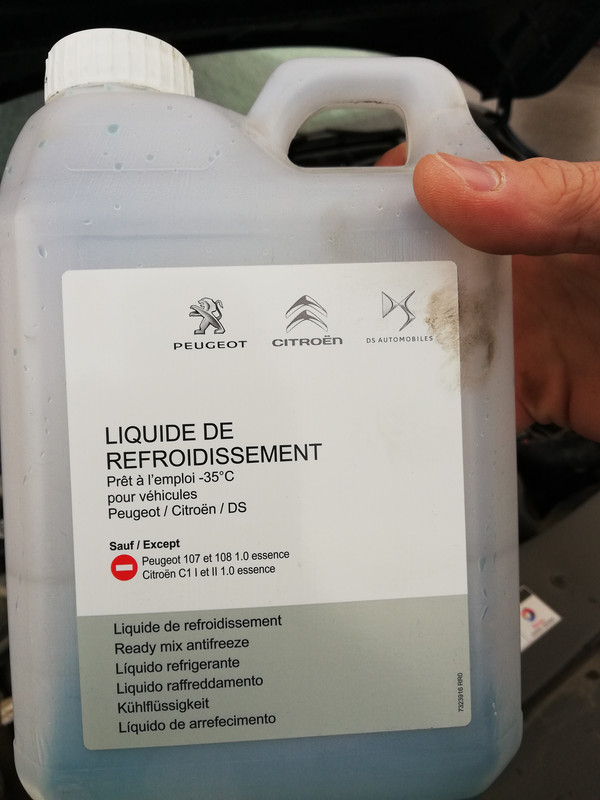 PEUGEOT
CITROËN
DS AUTOMOBILES
LIQUIDE DE
REFROIDISSEMENT
Prêt à l'emploi -35°C
pour véhicules
Peugeot / Citroën / DS
Sauf / Except
Peugeot 107 et 108 1.0 essence
Citroën C1 I et II 1.0 essence
Liquide de refroidissement
Ready mix antifreeze
Líquido refrigerante
Liquido raffreddamento
Kühlflüssigkeit
Líquido de arrefecimento
7323916 RR0